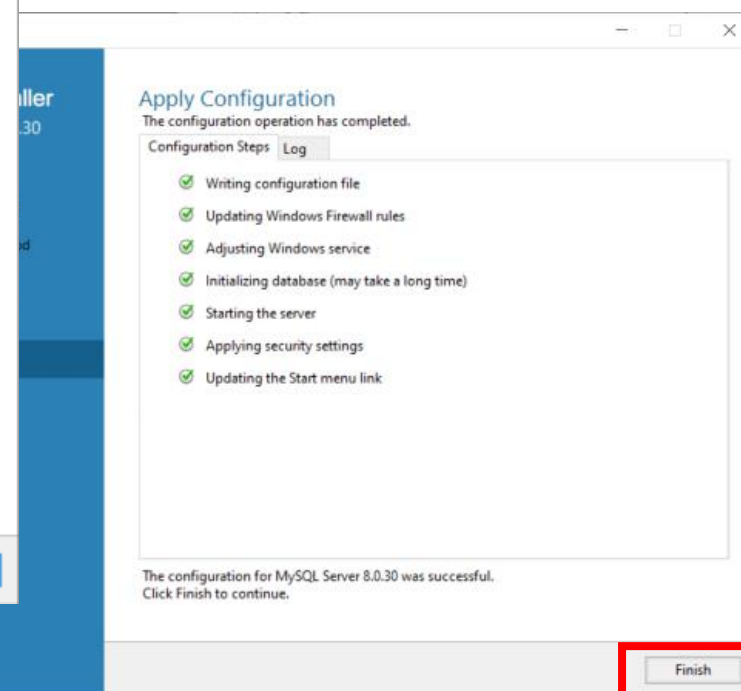 .30
Apply Configuration
The configuration operation has completed.
Configuration Steps Log
Writing configuration file
Updating Windows Firewall rules
Adjusting Windows service
Initializing database (may take a long time)
Starting the server
Applying security settings
Updating the Start menu link
The configuration for MySQL Server 8.0.30 was successful.
Click Finish to continue.
Finish